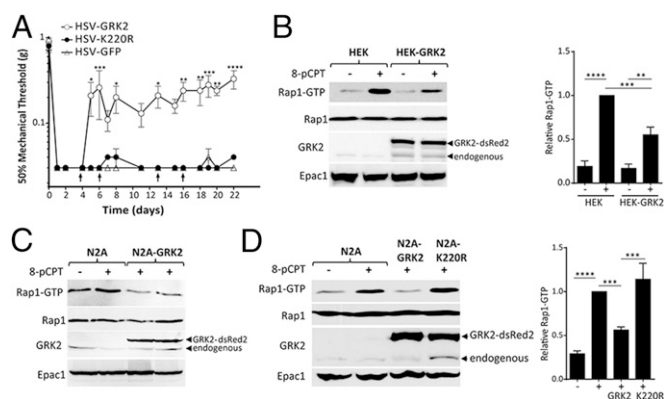 A
HSV-GRK2
HSV-K220R
HSV-GFP
50% Mechanical Threshold (g)
1
0.1
0 2 4 6 8 10 12 14 16 18 20 22
Time (days)
B
HEK HEK-GRK2
8-pCPT - + - +
Rap1-GTP
Rap1
GRK2
GRK2-dsRed2
endogenous
Epac1
Relative Rap1-GTP
1.5
1.0
0.5
0.0
**** **
***
- + - +
HEK HEK-GRK2
C
N2A N2A-GRK2
8-pCPT - + + +
Rap1-GTP
Rap1
GRK2
GRK2-dsRed2
endogenous
Epac1
D
N2A N2A-GRK2 N2A-K220R
8-pCPT - + + +
Rap1-GTP
Rap1
GRK2
GRK2-dsRed2
endogenous
Epac1
Relative Rap1-GTP
1.5
1.0
0.5
0.0
**** *** ***
- + + +
GRK2 K220R